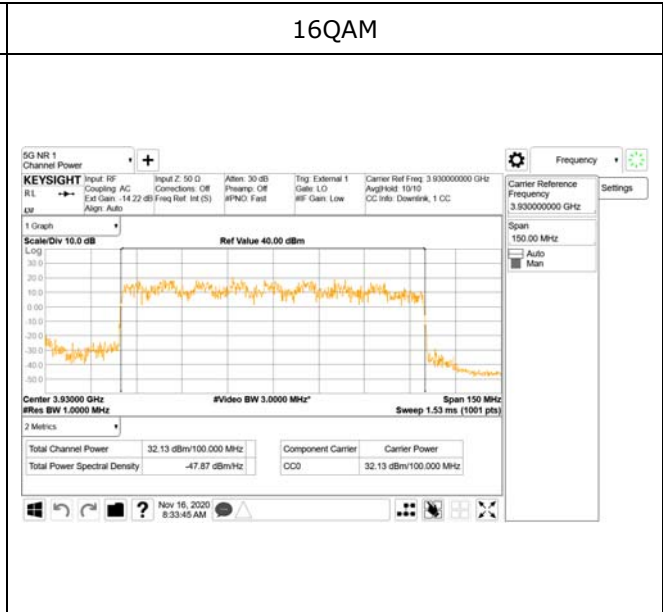 16QAM
5G NR 1
Channel Power
+
Frequency
KEYSIGHT
RL
Input: RF
Coupling: AC
Ext Gain: -14.22 dB
Align: Auto
Input Z: 50 Ω
Corrections: Off
Freq Ref: Int (S)
Atten: 30 dB
Preamp: Off
#PNO: Fast
Trig: External 1
Gate: LO
#IF Gain: Low
Carrier Ref Freq: 3.930000000 GHz
Avg|Hold: 10/10
CC Info: Downlink, 1 CC
Carrier Reference
Frequency
3.930000000 GHz
Settings
Span
150.00 MHz
Auto
Man
1 Graph
Scale/Div 10.0 dB
Ref Value 40.00 dBm
Log
30.0
20.0
10.0
0.00
-10.0
-20.0
-30.0
-40.0
-50.0
Center 3.93000 GHz
#Video BW 3.0000 MHz*
Span 150 MHz
#Res BW 1.0000 MHz
Sweep 1.53 ms (1001 pts)
2 Metrics
Total Channel Power 32.13 dBm/100.000 MHz
Total Power Spectral Density -47.87 dBm/Hz
Component Carrier Carrier Power
CC0 32.13 dBm/100.000 MHz
?
Nov 16, 2020
8:33:45 AM